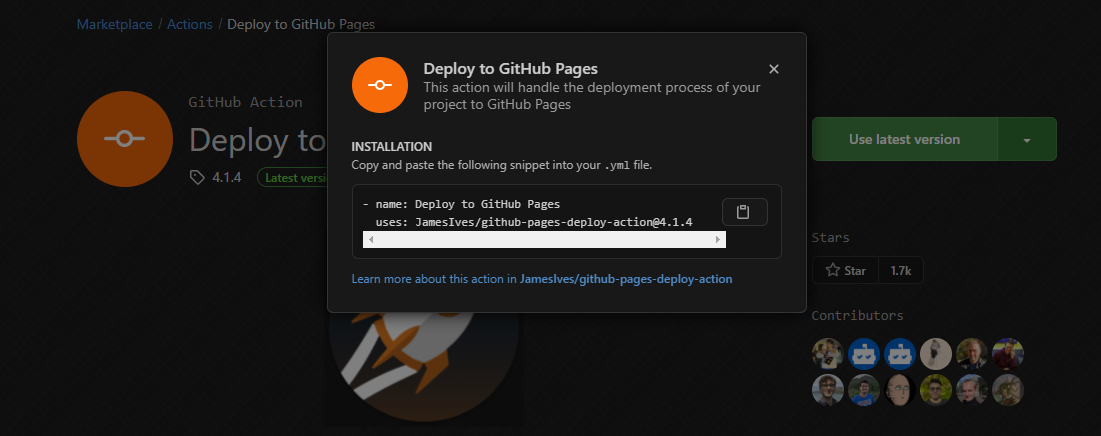 Marketplace / Actions / Deploy to GitHub Pages
GitHub Action
Deploy to
4.1.4
Latest versi
Deploy to GitHub Pages
This action will handle the deployment process of your
project to GitHub Pages
INSTALLATION
Copy and paste the following snippet into your .yml file.
- name: Deploy to GitHub Pages
uses: JamesIves/github-pages-deploy-action@4.1.4
Learn more about this action in JamesIves/github-pages-deploy-action
Use latest version
Stars
Star 1.7k
Contributors